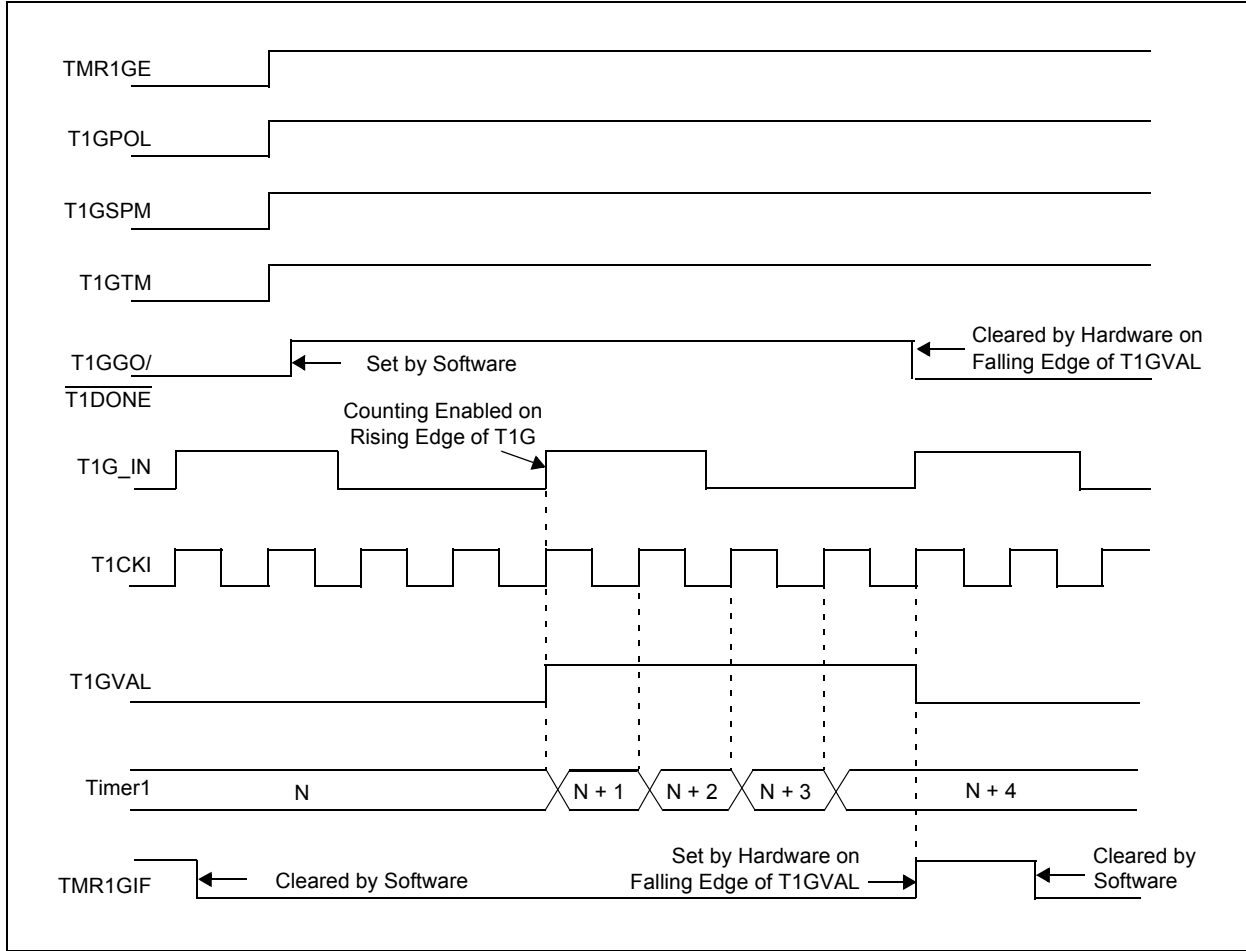 TMR1GE
T1GPOL
T1GSPM
T1GTM
T1GGO/
T1DONE
Set by Software
Cleared by Hardware on
Falling Edge of T1GVAL
Counting Enabled on
Rising Edge of T1G
T1G_IN
T1CKI
T1GVAL
Timer1
N
N + 1
N + 2
N + 3
N + 4
TMR1GIF
Cleared by Software
Set by Hardware on
Falling Edge of T1GVAL
Cleared by
Software